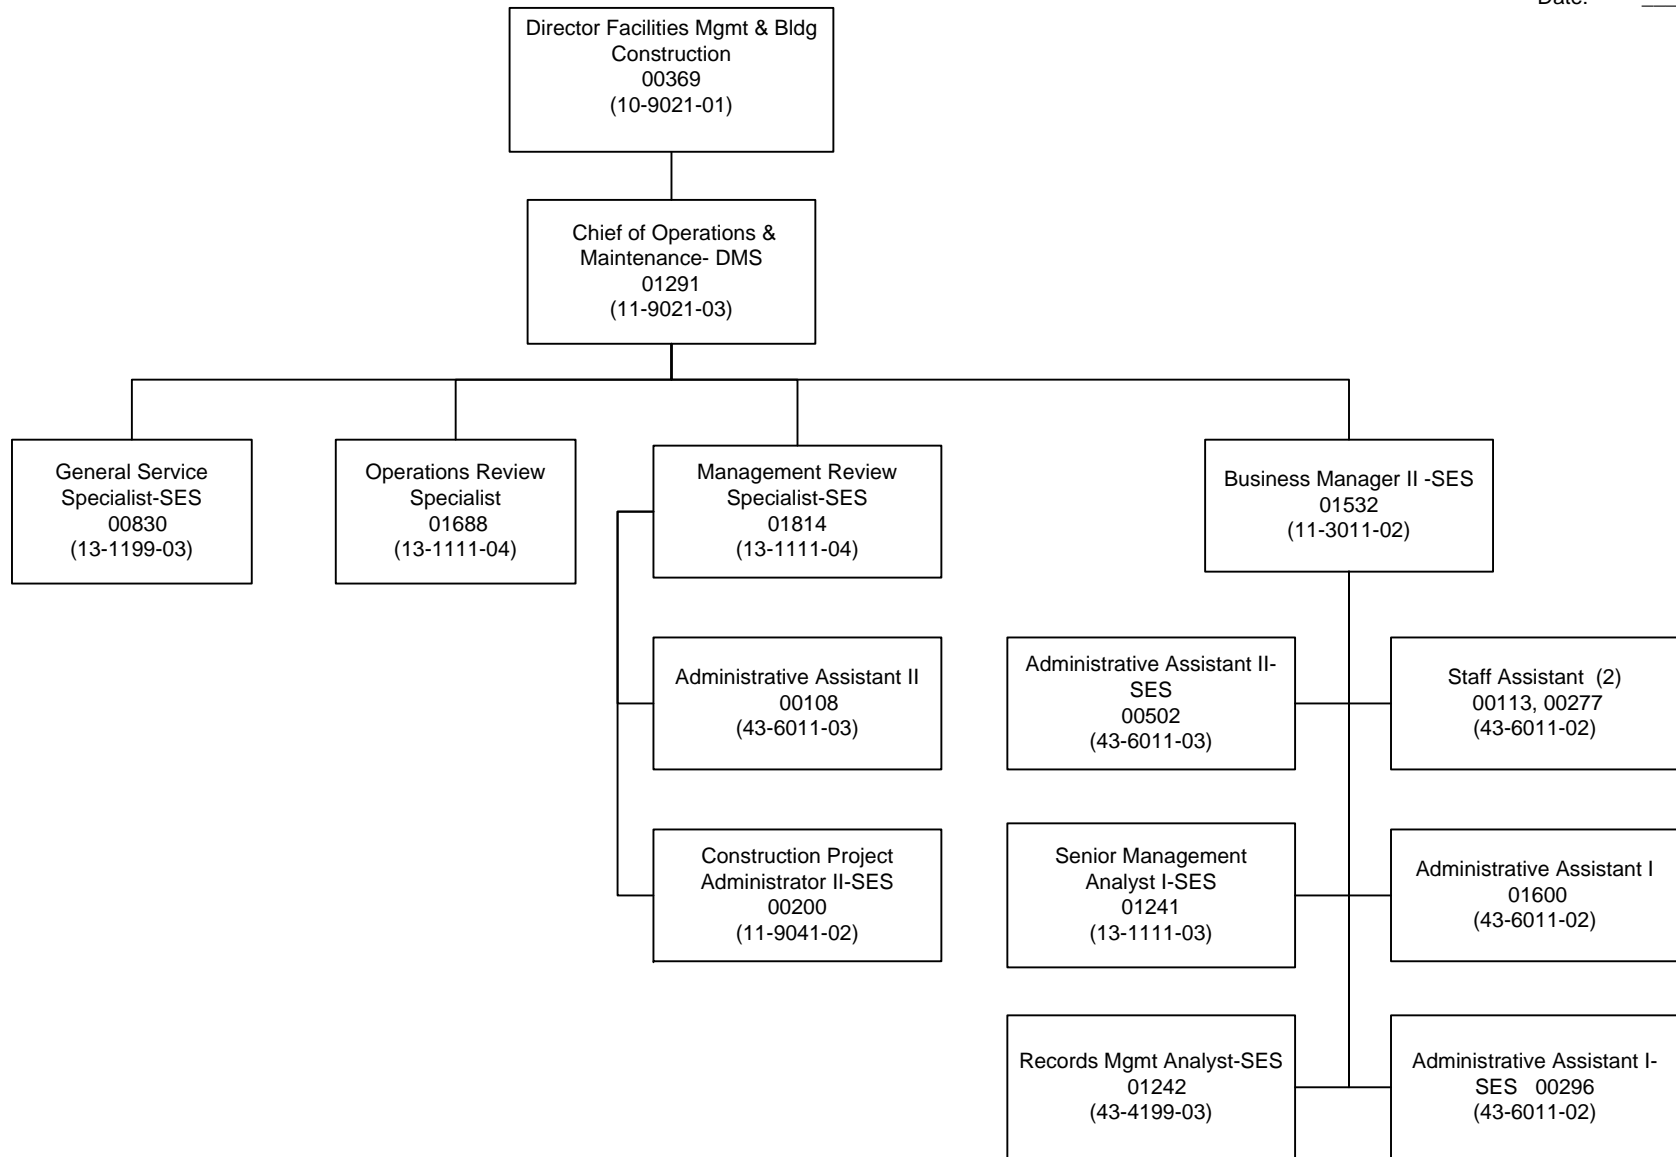 Date: ___
Director Facilities Mgmt & Bldg
Construction
00369
(10-9021-01)
Chief of Operations &
Maintenance- DMS
01291
(11-9021-03)
General Service
Specialist-SES
00830
(13-1199-03)
Operations Review
Specialist
01688
(13-1111-04)
Management Review
Specialist-SES
01814
(13-1111-04)
Business Manager II -SES
01532
(11-3011-02)
Administrative Assistant II
00108
(43-6011-03)
Administrative Assistant II-
SES
00502
(43-6011-03)
Staff Assistant (2)
00113, 00277
(43-6011-02)
Construction Project
Administrator II-SES
00200
(11-9041-02)
Senior Management
Analyst I-SES
01241
(13-1111-03)
Administrative Assistant I
01600
(43-6011-02)
Records Mgmt Analyst-SES
01242
(43-4199-03)
Administrative Assistant I-
SES 00296
(43-6011-02)